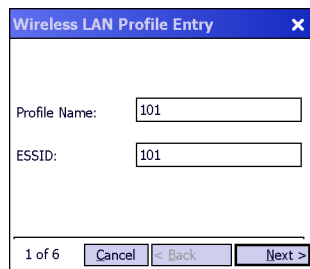 Wireless LAN Profile Entry
Profile Name: 101
ESSID: 101
1 of 6 Cancel < Back Next >